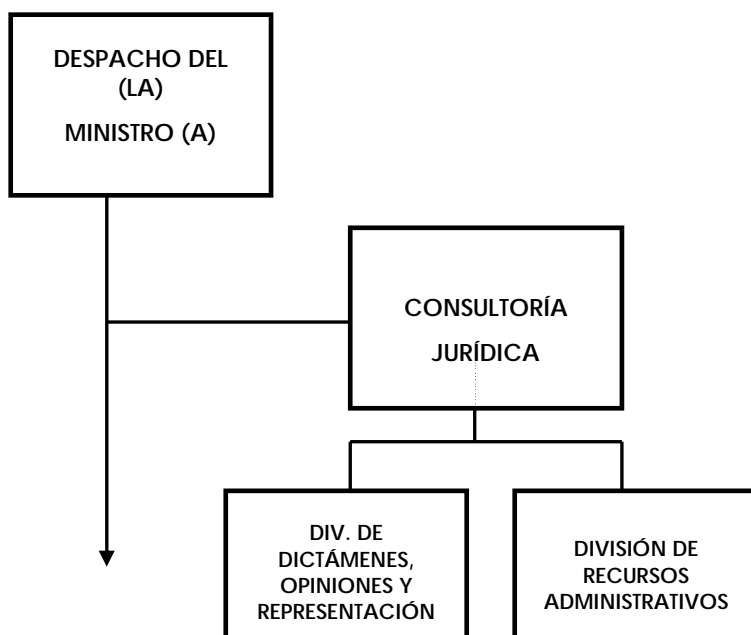 DESPACHO DEL
(LA)
MINISTRO (A)
CONSULTORÍA
JURÍDICA
DIV. DE
DICTÁMENES,
OPINIONES Y
REPRESENTACIÓN
DIVISIÓN DE
RECURSOS
ADMINISTRATIVOS